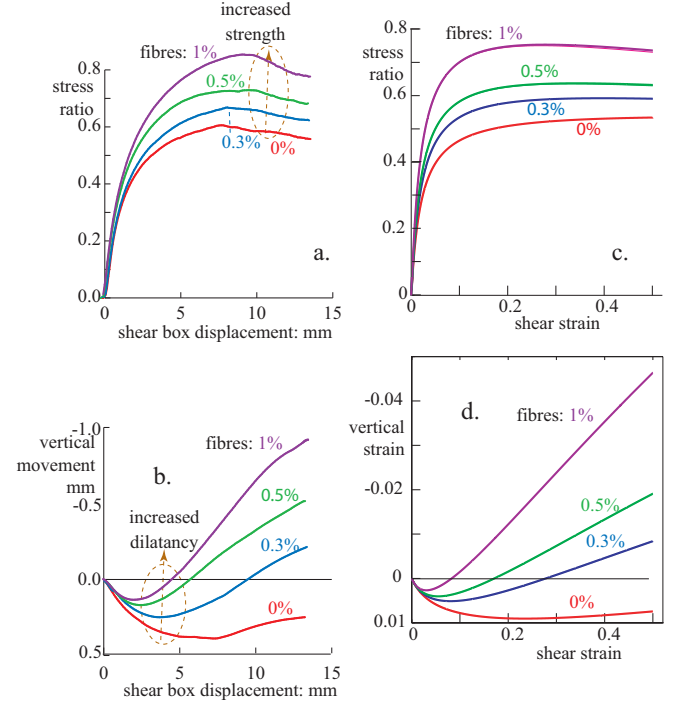 increased
strength
fibres: 1%
0.8
stress
ratio
0.5%
0.6
0.3%
0%
0.4
0.2
a.
0.0
0
5
10
15
shear box displacement: mm
0.8
stress
ratio
fibres: 1%
0.5%
0.6
0.3%
0%
0.4
0.2
c.
0
0
0.2
0.4
shear strain
-1.0
vertical
movement
mm
fibres: 1%
b.
-0.5
0.5%
increased
dilatancy
0.3%
0.0
0%
0.5
0
5
10
15
shear box displacement: mm
-0.04
vertical
strain
d.
fibres: 1%
-0.02
0.5%
0.3%
0
0%
0.01
0
0.2
0.4
shear strain